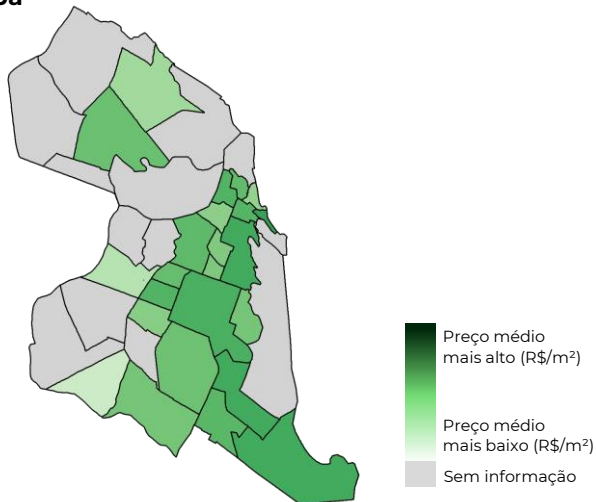 Preço médio
mais alto (R$/m²)
Preço médio
mais baixo (R$/m²)
Sem informação